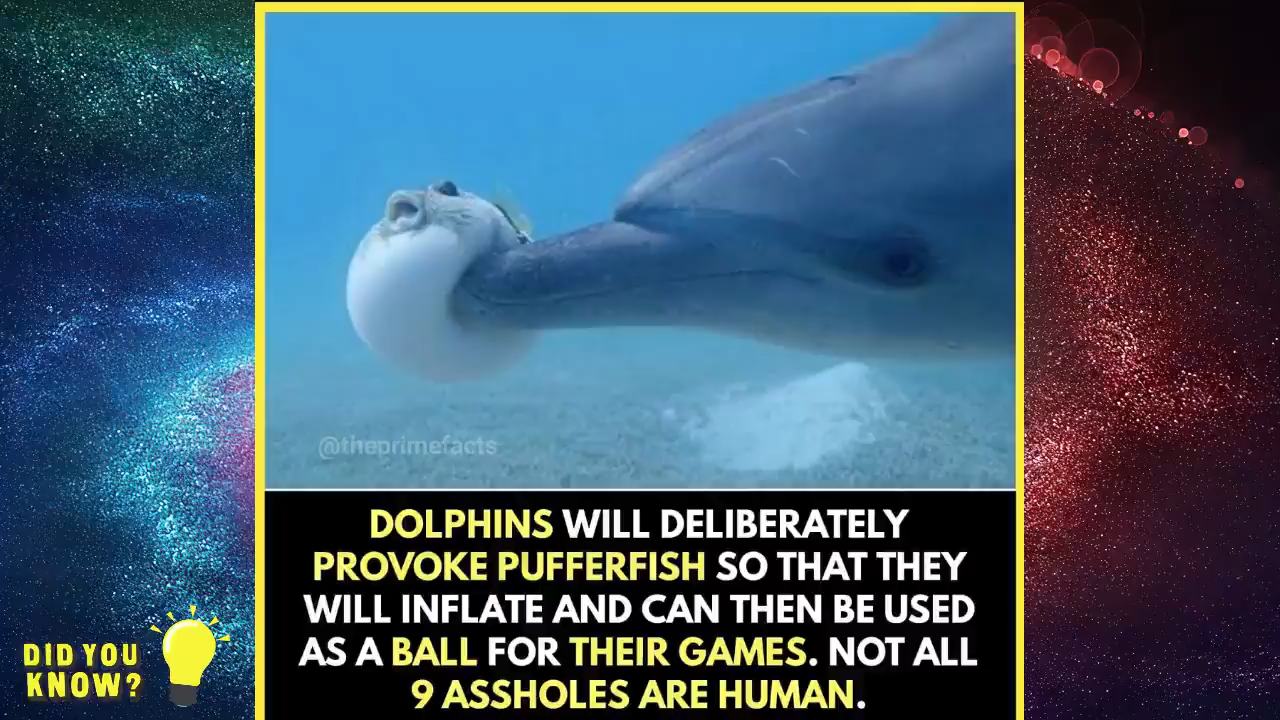 @theprimefacts
DOLPHINS WILL DELIBERATELY
PROVOKE PUFFERFISH SO THAT THEY
WILL INFLATE AND CAN THEN BE USED
AS A BALL FOR THEIR GAMES. NOT ALL
9 ASSHOLES ARE HUMAN.
DID YOU
KNOW?